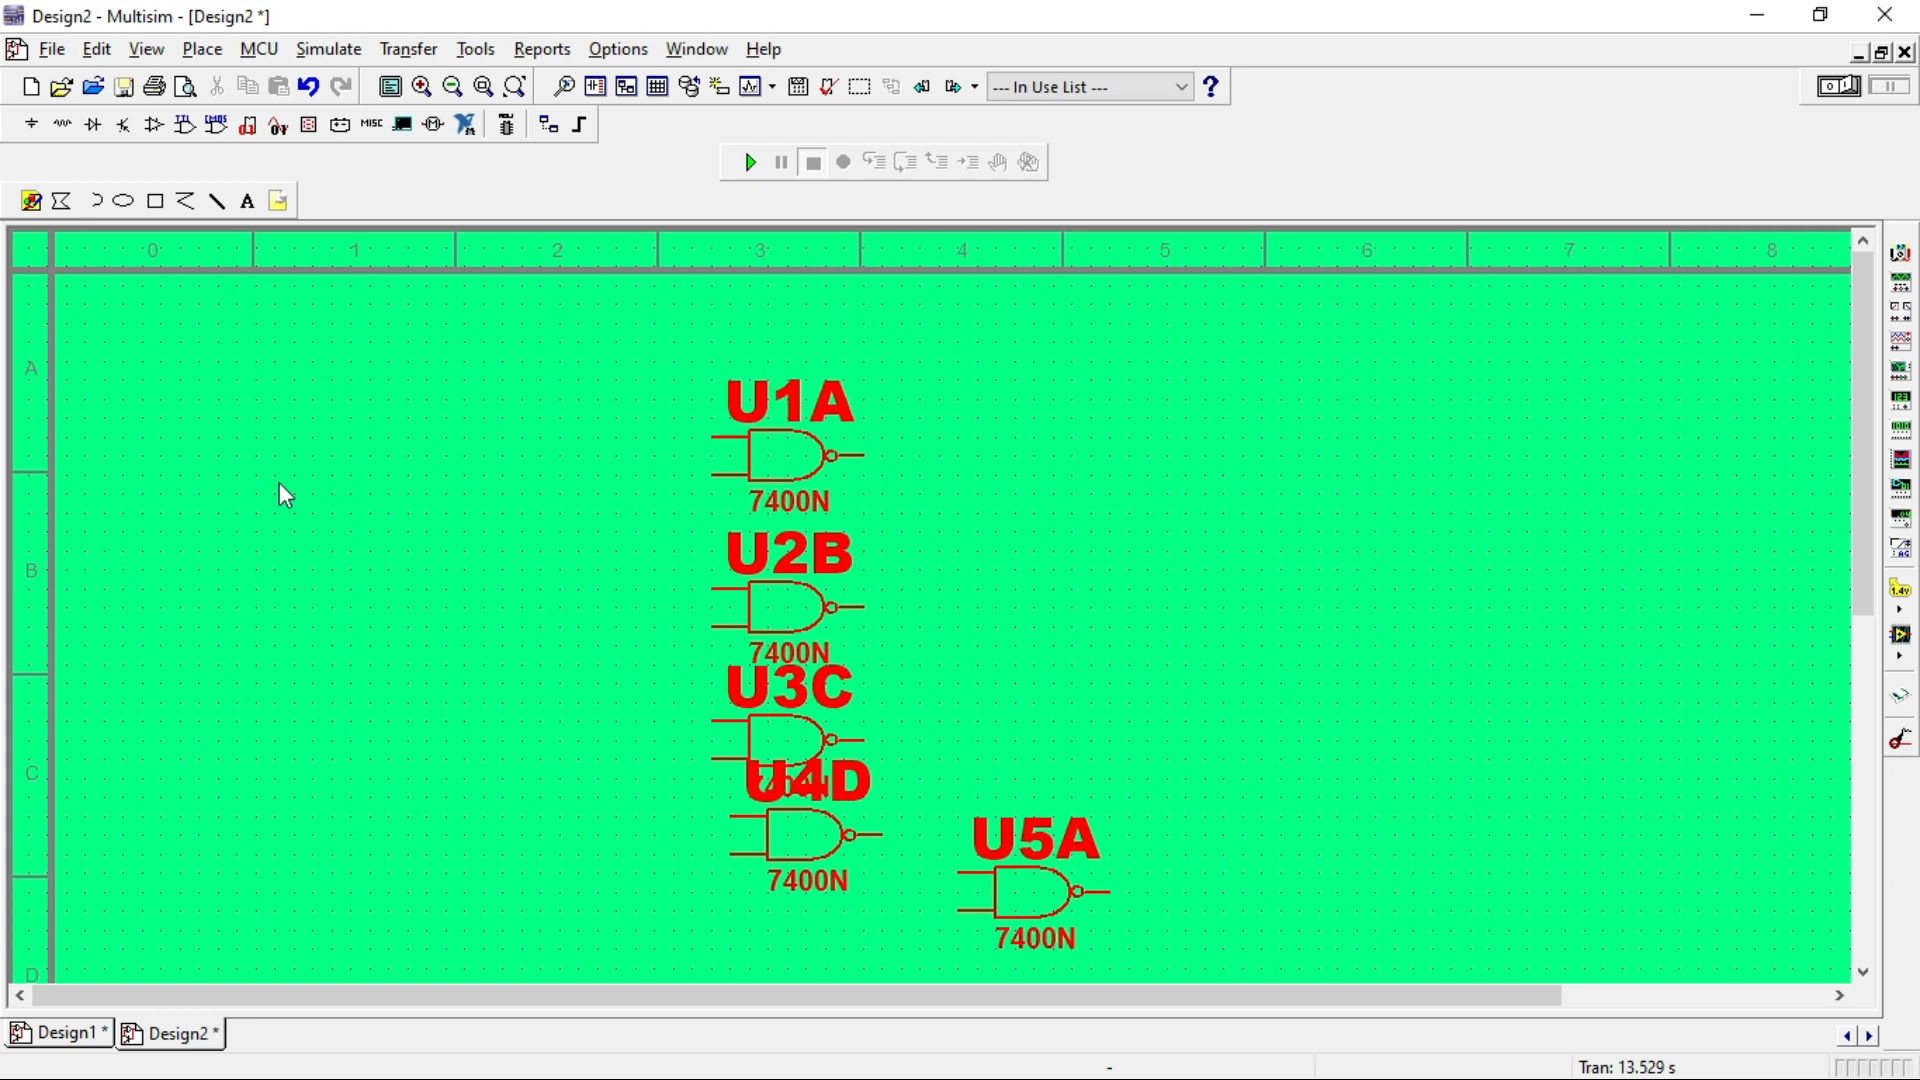 Design2 - Multisim - [Design2 *]
File Edit View Place MCU Simulate Transfer Tools Reports Options Window Help
--- In Use List ---
MISC
0 1 2 3 4 5 6 7 8
A
U1A
7400N
B
U2B
7400N
U3C
C
U4D
7400N
U5A
7400N
D
Design1 * Design2 *
- Tran: 13.529 s